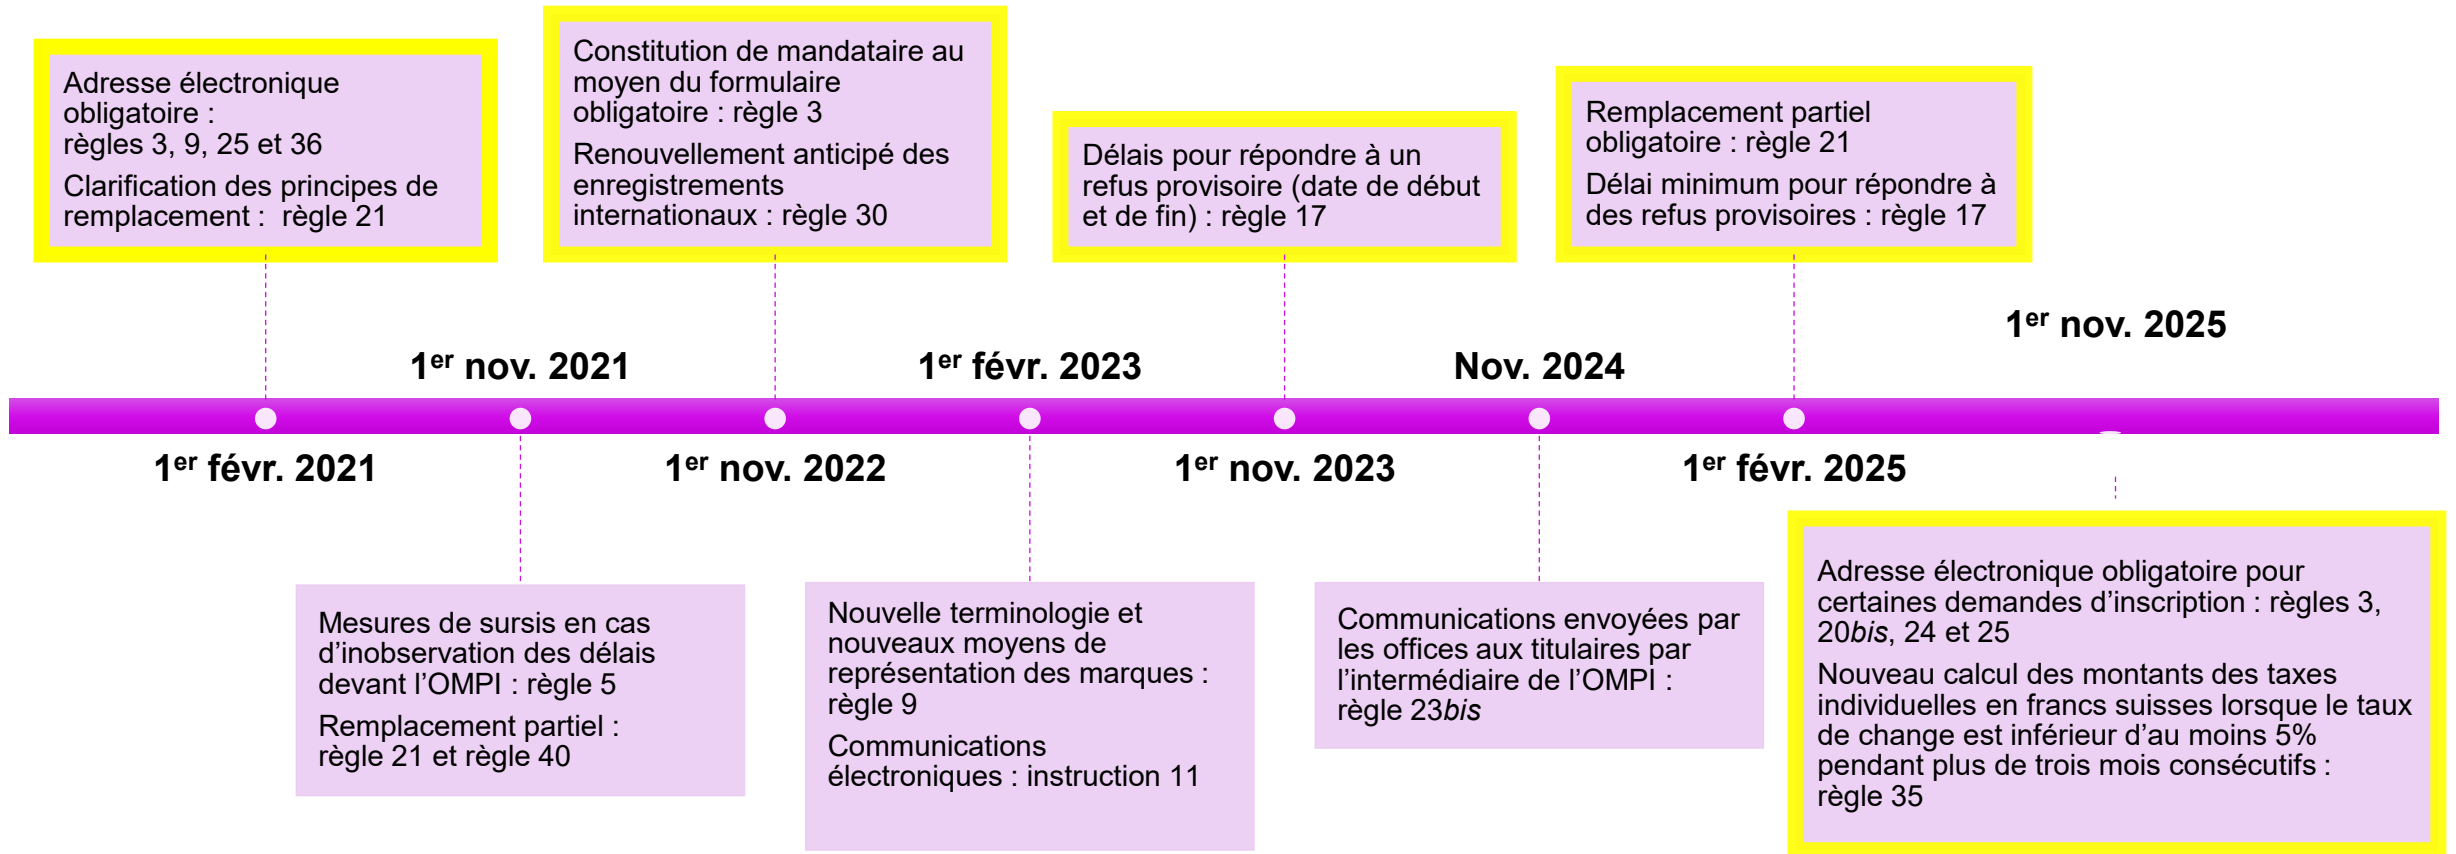 Adresse électronique
obligatoire :
règles 3, 9, 25 et 36
Clarification des principes de
remplacement :  règle 21
Constitution de mandataire au
moyen du formulaire
obligatoire : règle 3
Renouvellement anticipé des
enregistrements
internationaux : règle 30
Délais pour répondre à un
refus provisoire (date de début
et de fin) : règle 17
Remplacement partiel
obligatoire : règle 21
Délai minimum pour répondre à
des refus provisoires : règle 17
1er nov. 2021
1er févr. 2023
Nov. 2024
1er nov. 2025
1er févr. 2021
1er nov. 2022
1er nov. 2023
1er févr. 2025
Mesures de sursis en cas
d’inobservation des délais
devant l’OMPI : règle 5
Remplacement partiel :
règle 21 et règle 40
Nouvelle terminologie et
nouveaux moyens de
représentation des marques :
règle 9
Communications
électroniques : instruction 11
Communications envoyées par
les offices aux titulaires par
l’intermédiaire de l’OMPI :
règle 23bis
Adresse électronique obligatoire pour
certaines demandes d’inscription : règles 3,
20bis, 24 et 25
Nouveau calcul des montants des taxes
individuelles en francs suisses lorsque le taux
de change est inférieur d’au moins 5%
pendant plus de trois mois consécutifs :
règle 35